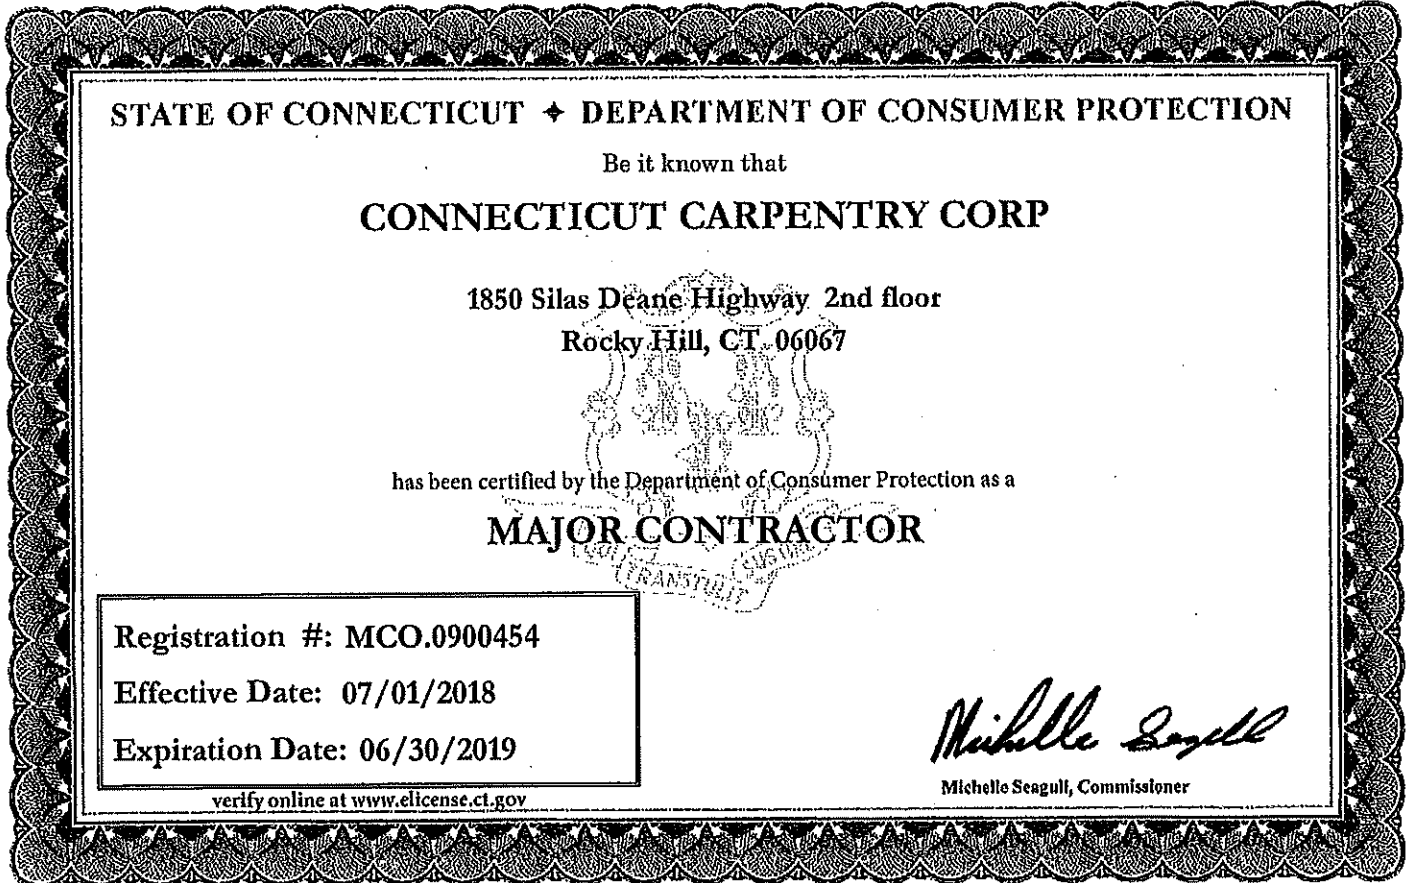 STATE OF CONNECTICUT ✦ DEPARTMENT OF CONSUMER PROTECTION
Be it known that
CONNECTICUT CARPENTRY CORP
1850 Silas Deane Highway 2nd floor
Rocky Hill, CT 06067
has been certified by the Department of Consumer Protection as a
MAJOR CONTRACTOR
TRANSTULIT
Registration #: MCO.0900454
Effective Date: 07/01/2018
Expiration Date: 06/30/2019
verify online at www.elicense.ct.gov
Michelle Seagull
Michelle Seagull, Commissioner